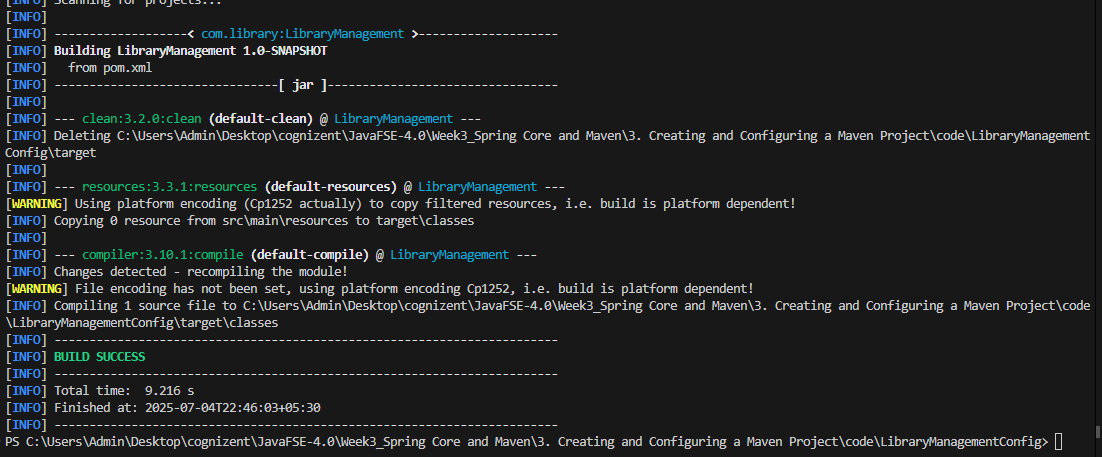 [INFO] Scanning for projects...
[INFO]
[INFO] -------------------< com.library:LibraryManagement >--------------------
[INFO] Building LibraryManagement 1.0-SNAPSHOT
[INFO]   from pom.xml
[INFO] --------------------------------[ jar ]---------------------------------
[INFO]
[INFO] --- clean:3.2.0:clean (default-clean) @ LibraryManagement ---
[INFO] Deleting C:\Users\Admin\Desktop\cognizent\JavaFSE-4.0\Week3_Spring Core and Maven\3. Creating and Configuring a Maven Project\code\LibraryManagement
Config\target
[INFO]
[INFO] --- resources:3.3.1:resources (default-resources) @ LibraryManagement ---
[WARNING] Using platform encoding (Cp1252 actually) to copy filtered resources, i.e. build is platform dependent!
[INFO] Copying 0 resource from src\main\resources to target\classes
[INFO]
[INFO] --- compiler:3.10.1:compile (default-compile) @ LibraryManagement ---
[INFO] Changes detected - recompiling the module!
[WARNING] File encoding has not been set, using platform encoding Cp1252, i.e. build is platform dependent!
[INFO] Compiling 1 source file to C:\Users\Admin\Desktop\cognizent\JavaFSE-4.0\Week3_Spring Core and Maven\3. Creating and Configuring a Maven Project\code
\LibraryManagementConfig\target\classes
[INFO] ------------------------------------------------------------------------
[INFO] BUILD SUCCESS
[INFO] ------------------------------------------------------------------------
[INFO] Total time:  9.216 s
[INFO] Finished at: 2025-07-04T22:46:03+05:30
[INFO] ------------------------------------------------------------------------
PS C:\Users\Admin\Desktop\cognizent\JavaFSE-4.0\Week3_Spring Core and Maven\3. Creating and Configuring a Maven Project\code\LibraryManagementConfig>